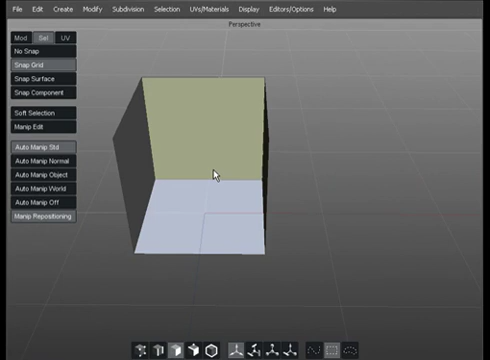 File Edit Create Modify Subdivision Selection UVs/Materials Display Editors/Options Help
Perspective
Mod Sel UV
No Snap
Snap Grid
Snap Surface
Snap Component
Soft Selection
Manip Edit
Auto Manip Std
Auto Manip Normal
Auto Manip Object
Auto Manip World
Auto Manip Off
Manip Repositioning